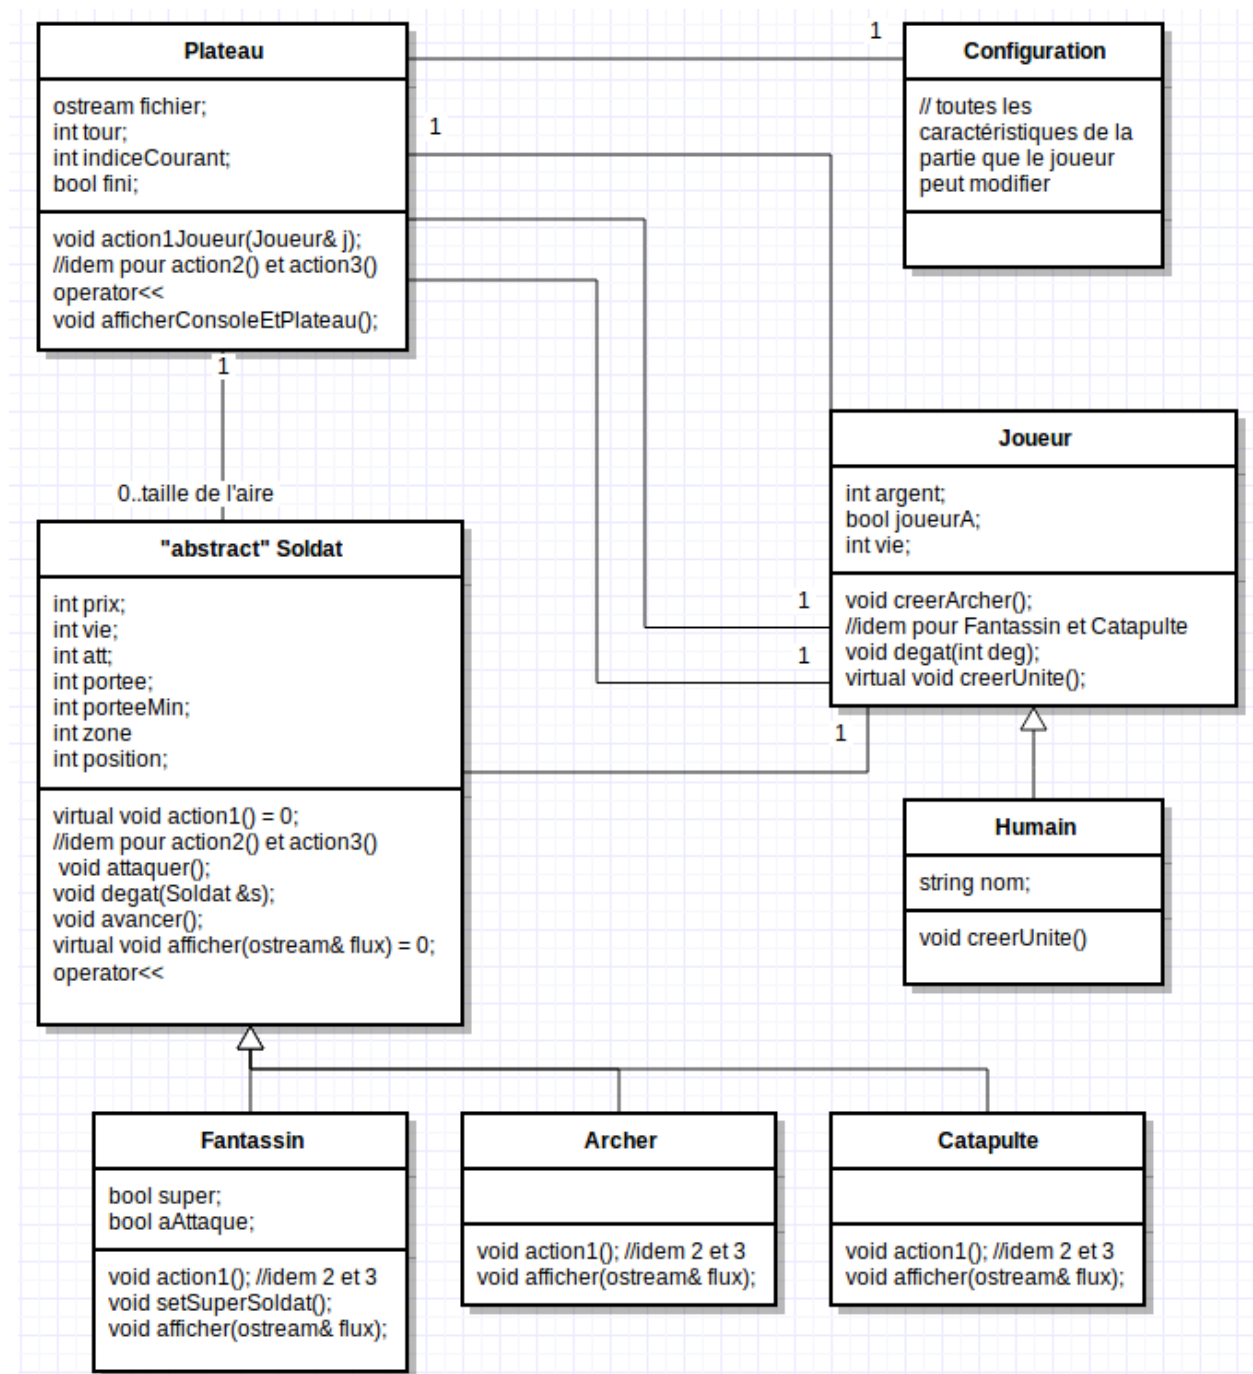 Plateau
ostream fichier;
int tour;
int indiceCourant;
bool fini;
void action1Joueur(Joueur& j);
//idem pour action2() et action3()
operator<<
void afficherConsoleEtPlateau();
1
1
Configuration
// toutes les
caractéristiques de la
partie que le joueur
peut modifier
1
0..taille de l'aire
Joueur
int argent;
bool joueurA;
int vie;
void creerArcher();
//idem pour Fantassin et Catapulte
void degat(int deg);
virtual void creerUnite();
1
1
1
"abstract" Soldat
int prix;
int vie;
int att;
int portee;
int porteeMin;
int zone
int position;
virtual void action1() = 0;
//idem pour action2() et action3()
void attaquer();
void degat(Soldat &s);
void avancer();
virtual void afficher(ostream& flux) = 0;
operator<<
Humain
string nom;
void creerUnite()
Fantassin
bool super;
bool aAttaque;
void action1(); //idem 2 et 3
void setSuperSoldat();
void afficher(ostream& flux);
Archer
void action1(); //idem 2 et 3
void afficher(ostream& flux);
Catapulte
void action1(); //idem 2 et 3
void afficher(ostream& flux);